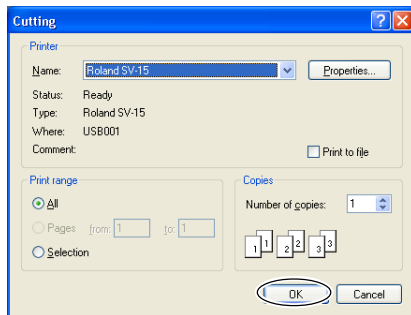 Cutting
Printer
Name: Roland SV-15 Properties...
Status: Ready
Type: Roland SV-15
Where: USB001
Comment: Print to file
Print range
All
Pages from: 1 to: 1
Selection
Copies
Number of copies: 1
1 1 2 2 3 3
OK Cancel